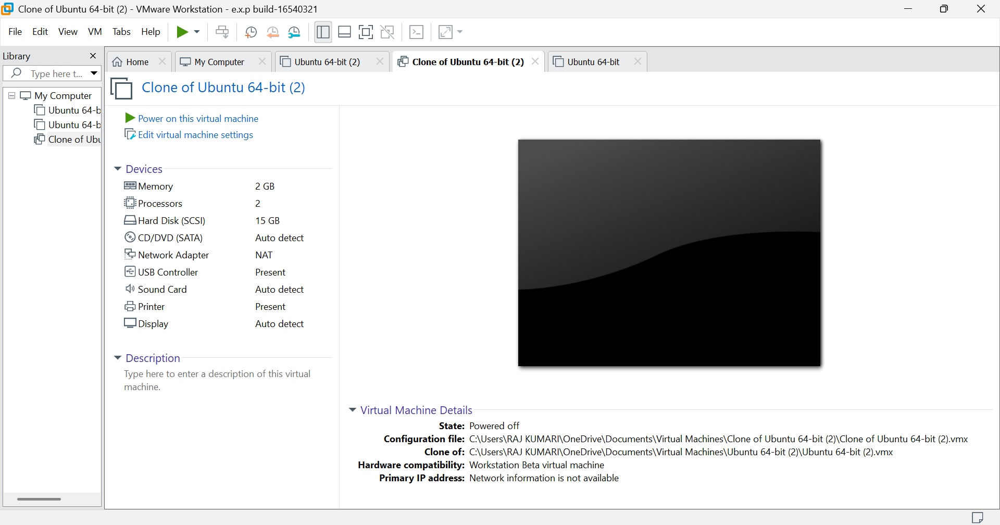 Clone of Ubuntu 64-bit (2) - VMware Workstation - e.x.p build-16540321
File Edit View VM Tabs Help
Library
Type here t...
Home My Computer Ubuntu 64-bit (2) Clone of Ubuntu 64-bit (2) Ubuntu 64-bit
My Computer
Ubuntu 64-b
Ubuntu 64-b
Clone of Ubu
Clone of Ubuntu 64-bit (2)
Power on this virtual machine
Edit virtual machine settings
Devices
Memory 2 GB
Processors 2
Hard Disk (SCSI) 15 GB
CD/DVD (SATA) Auto detect
Network Adapter NAT
USB Controller Present
Sound Card Auto detect
Printer Present
Display Auto detect
Description
Type here to enter a description of this virtual
machine.
Virtual Machine Details
State: Powered off
Configuration file: C:\Users\RAJ KUMARI\OneDrive\Documents\Virtual Machines\Clone of Ubuntu 64-bit (2)\Clone of Ubuntu 64-bit (2).vmx
Clone of: C:\Users\RAJ KUMARI\OneDrive\Documents\Virtual Machines\Ubuntu 64-bit (2)\Ubuntu 64-bit (2).vmx
Hardware compatibility: Workstation Beta virtual machine
Primary IP address: Network information is not available